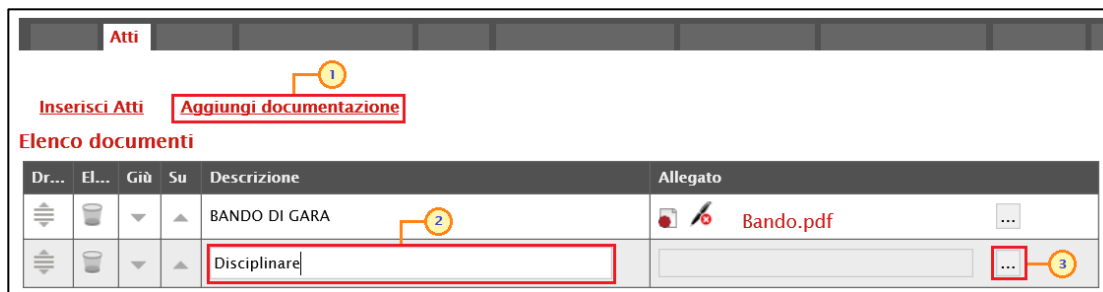 Atti
1
Inserisci Atti Aggiungi documentazione
Elenco documenti
Dr... El... Giù Su Descrizione Allegato
BANDO DI GARA Bando.pdf ...
2
Disciplinare ... 3